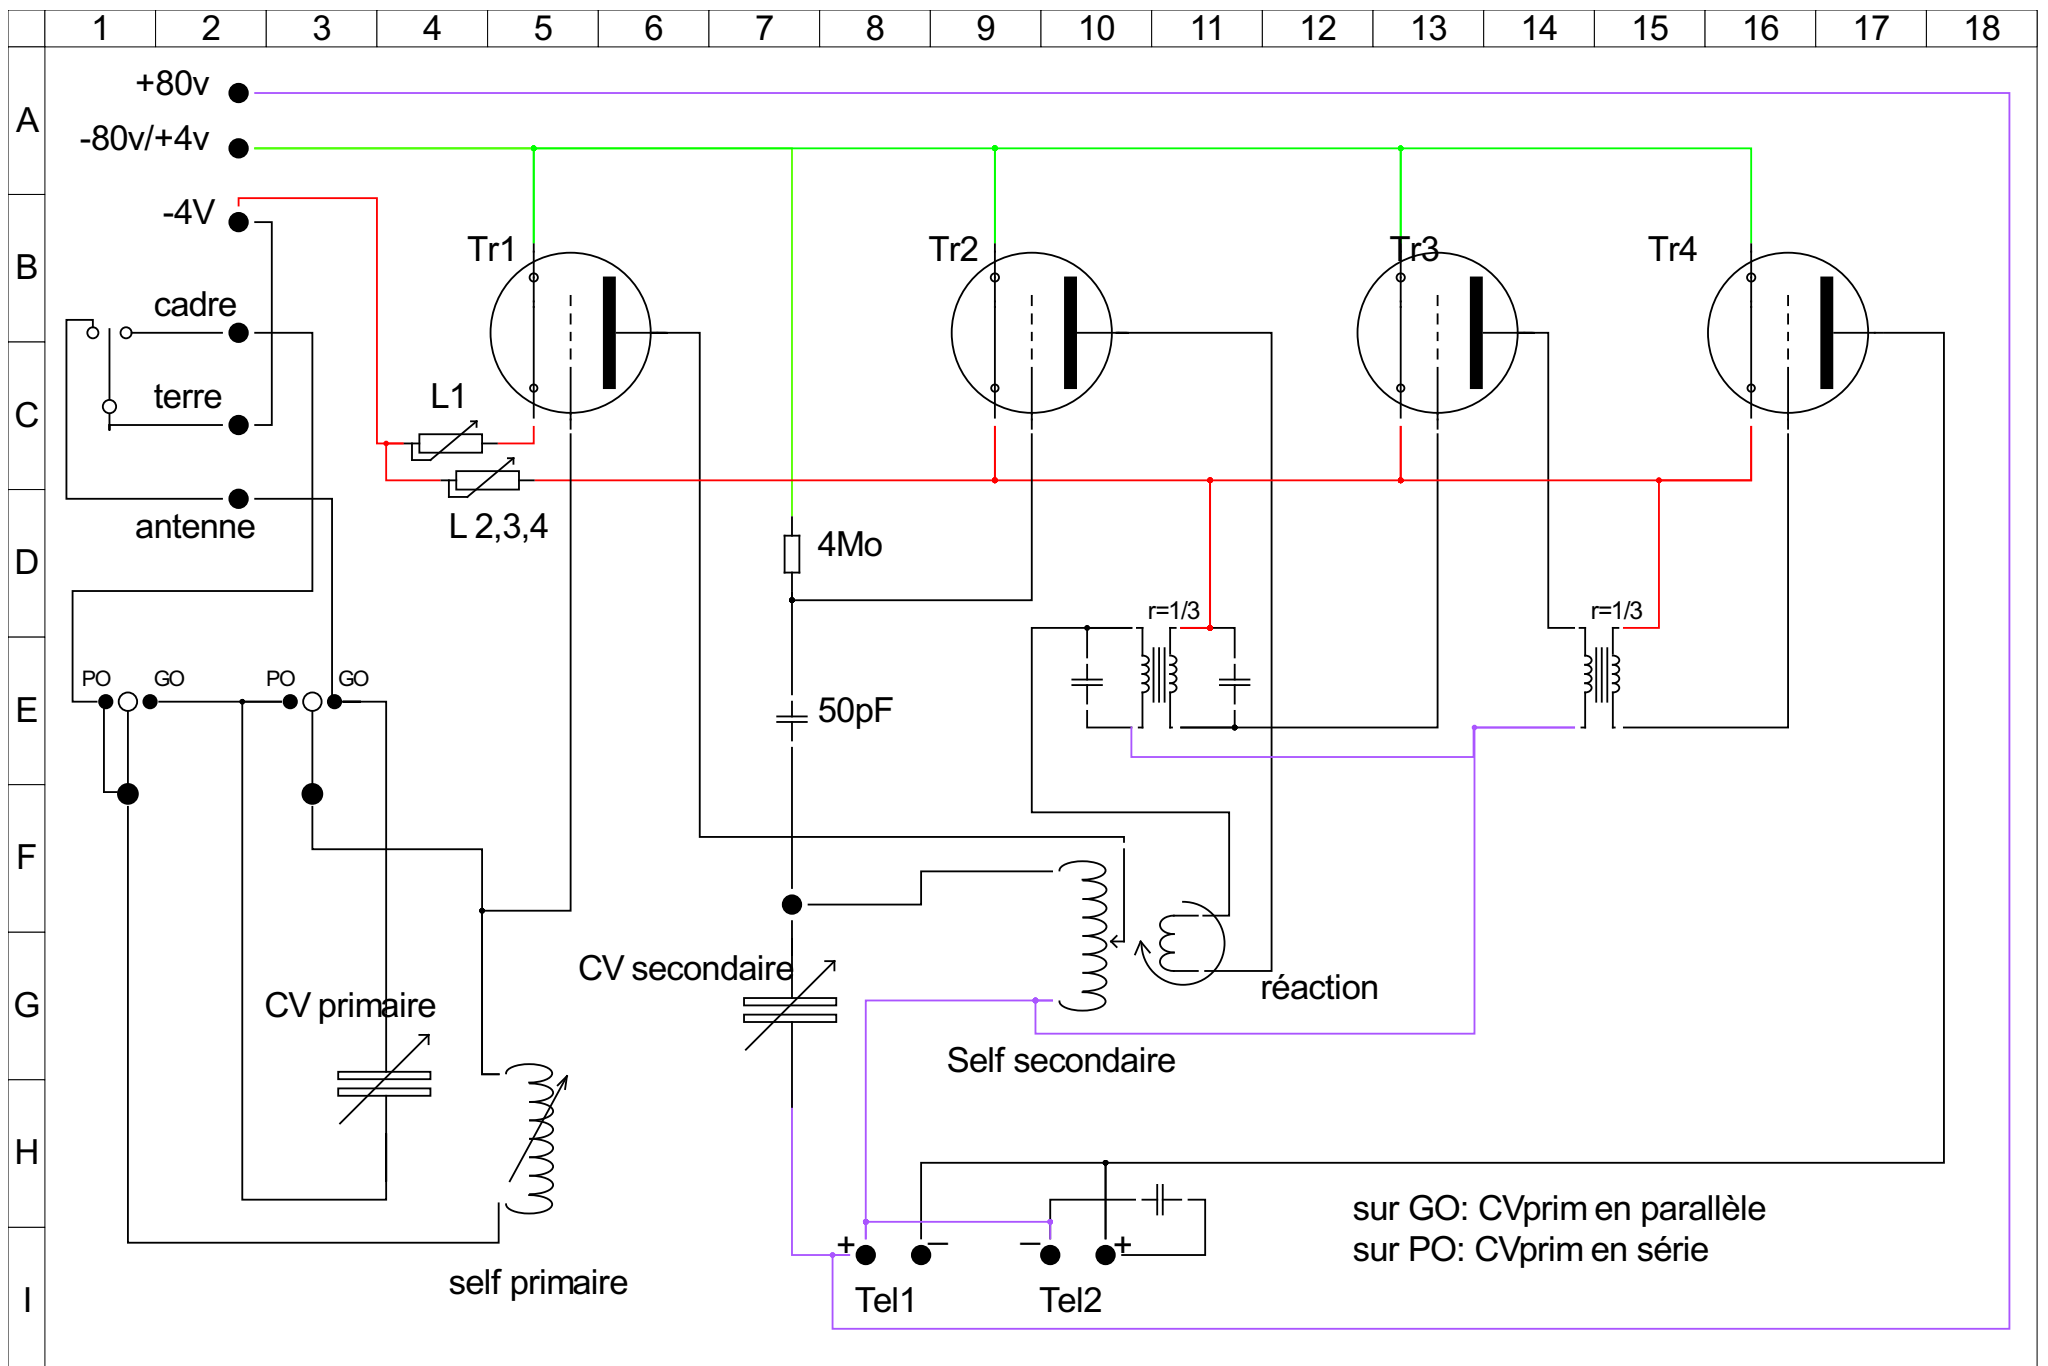 1 2 3 4 5 6 7 8 9 10 11 12 13 14 15 16 17 18
A
+80v
-80v/+4v
B
-4V
Tr1
Tr2
Tr3
Tr4
cadre
C
terre
L1
L 2,3,4
antenne
D
4Mo
r=1/3
r=1/3
E
PO
GO
PO
GO
50pF
F
G
CV primaire
CV secondaire
réaction
Self secondaire
H
sur GO: CVprim en parallèle
sur PO: CVprim en série
+
–
–
+
I
self primaire
Tel1
Tel2